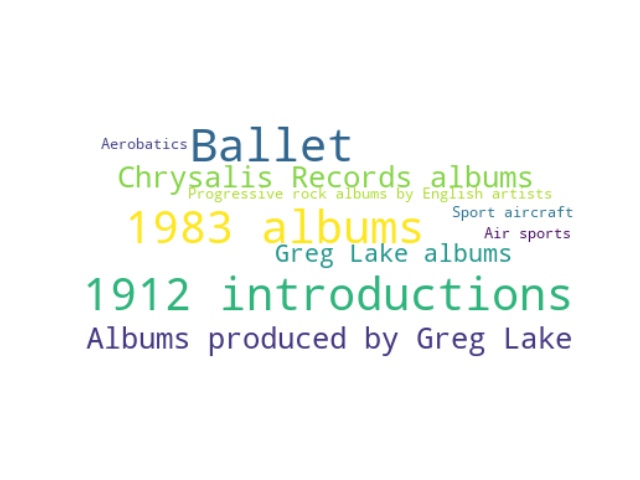 Aerobatics
Ballet
Chrysalis Records albums
Progressive rock albums by English artists
1983 albums
Sport aircraft
Air sports
Greg Lake albums
1912 introductions
Albums produced by Greg Lake